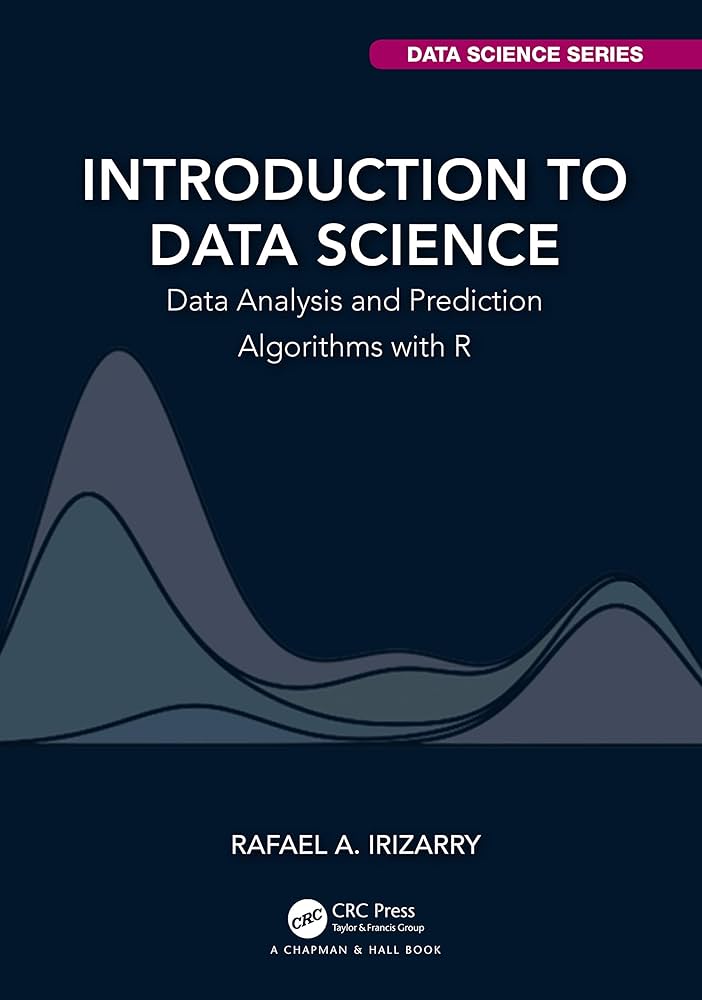 DATA SCIENCE SERIES
INTRODUCTION TO
DATA SCIENCE
Data Analysis and Prediction
Algorithms with R
RAFAEL A. IRIZARRY
CRC
CRC Press
Taylor & Francis Group
A CHAPMAN & HALL BOOK